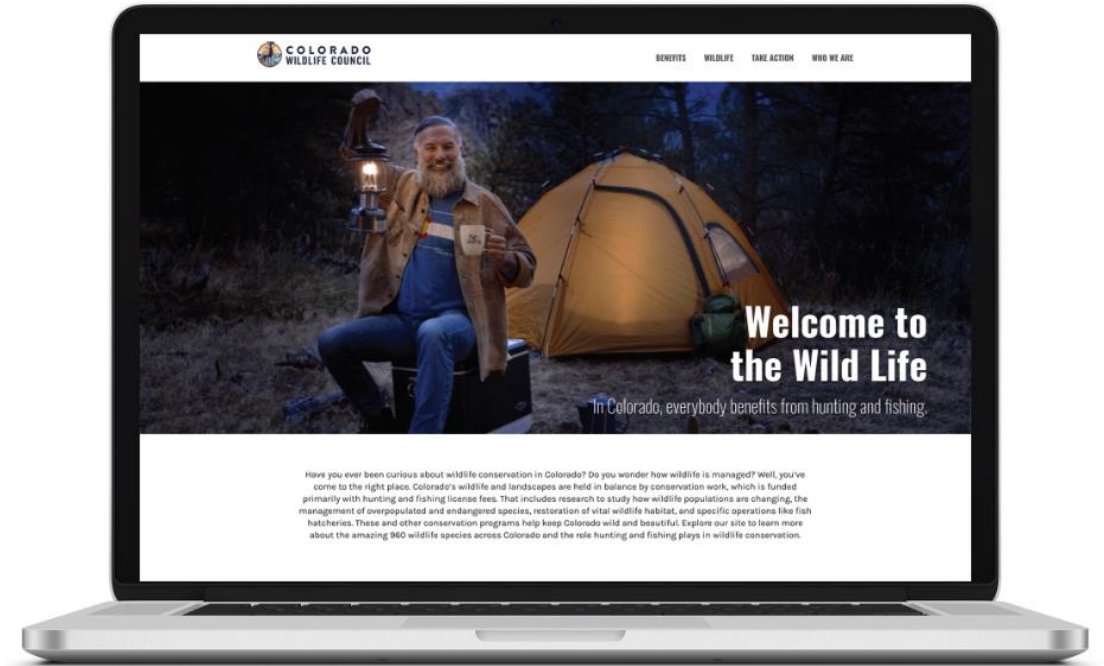 COLORADO
WILDLIFE COUNCIL
BENEFITS WILDLIFE TAKE ACTION WHO WE ARE
Welcome to
the Wild Life
In Colorado, everybody benefits from hunting and fishing.
Have you ever been curious about wildlife conservation in Colorado? Do you wonder how wildlife is managed? Well, you've
come to the right place. Colorado's wildlife and landscapes are held in balance by conservation work, which is funded
primarily with hunting and fishing license fees. That includes research to study how wildlife populations are changing, the
management of overpopulated and endangered species, restoration of vital wildlife habitat, and specific operations like fish
hatcheries. These and other conservation programs help keep Colorado wild and beautiful. Explore our site to learn more
about the amazing 960 wildlife species across Colorado and the role hunting and fishing plays in wildlife conservation.